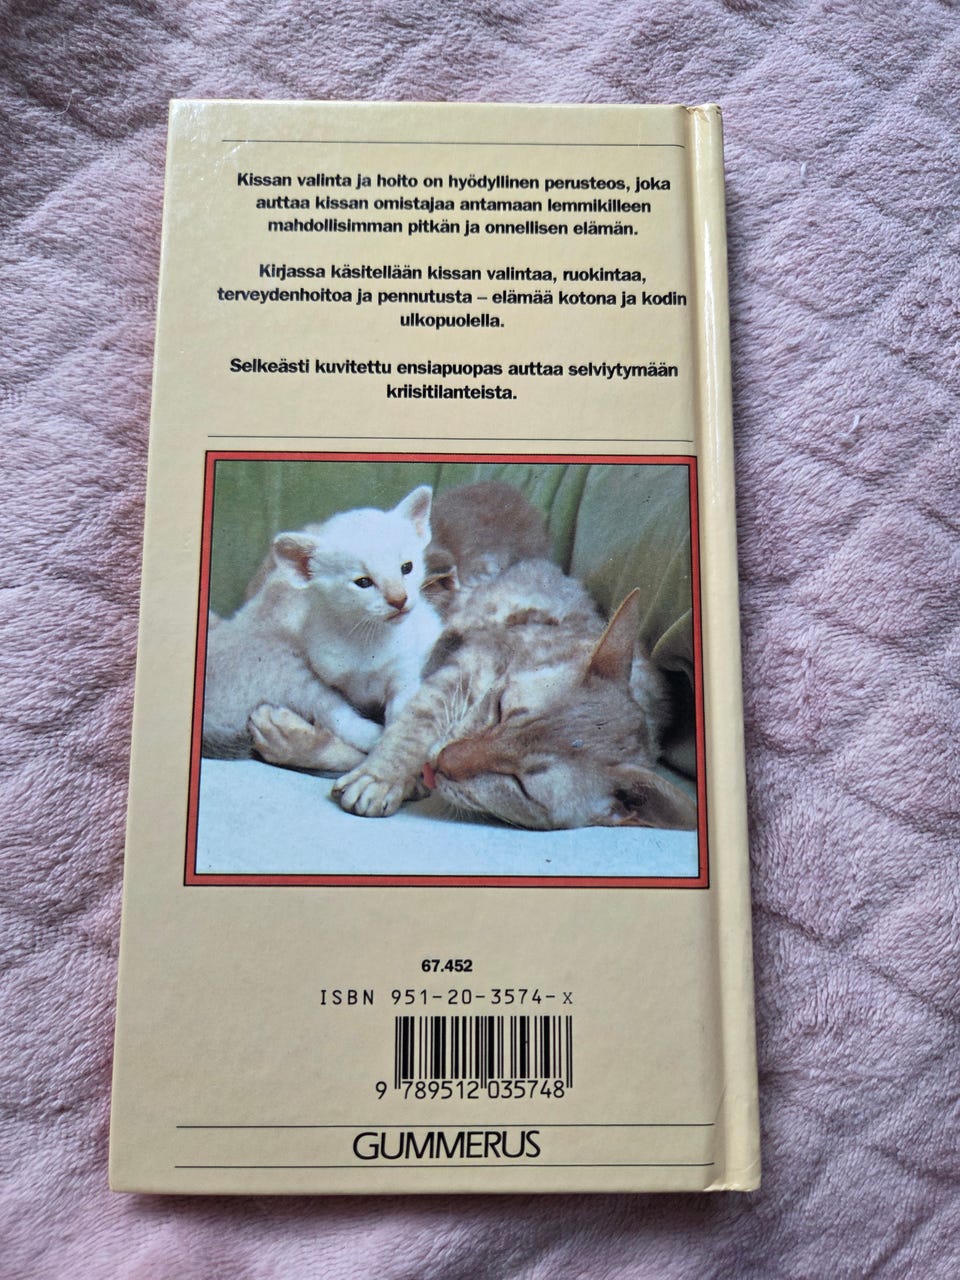 Kissan valinta ja hoito on hyödyllinen perusteos, joka
auttaa kissan omistajaa antamaan lemmikilleen
mahdollisimman pitkän ja onnellisen elämän.
Kirjassa käsitellään kissan valintaa, ruokintaa,
terveydenhoitoa ja pennutusta – elämää kotona ja kodin
ulkopuolella.
Selkeästi kuvitettu ensiapuopas auttaa selviytymään
kriisitilanteista.
67.452
ISBN 951-20-3574-x
9 789512 035748
GUMMERUS